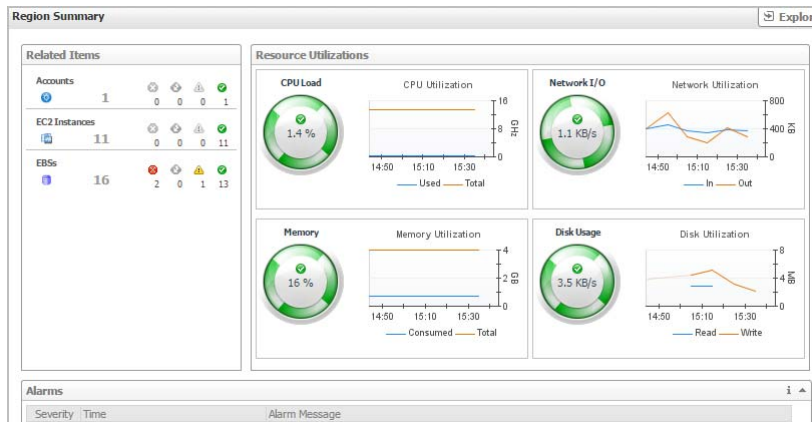 Region Summary
Explor
Related Items
Accounts
1
0 0 0 1
EC2 Instances
11
0 0 0 11
EBSs
16
2 0 1 13
Resource Utilizations
CPU Load
1.4 %
CPU Utilization
16
8
0
GHz
14:50 15:10 15:30
Used Total
Network I/O
1.1 KB/s
Network Utilization
800
400
0
KB
14:50 15:10 15:30
In Out
Memory
16 %
Memory Utilization
4
2
0
GB
14:50 15:10 15:30
Consumed Total
Disk Usage
3.5 KB/s
Disk Utilization
8
4
0
MB
14:50 15:10 15:30
Read Write
Alarms
i
Severity Time Alarm Message